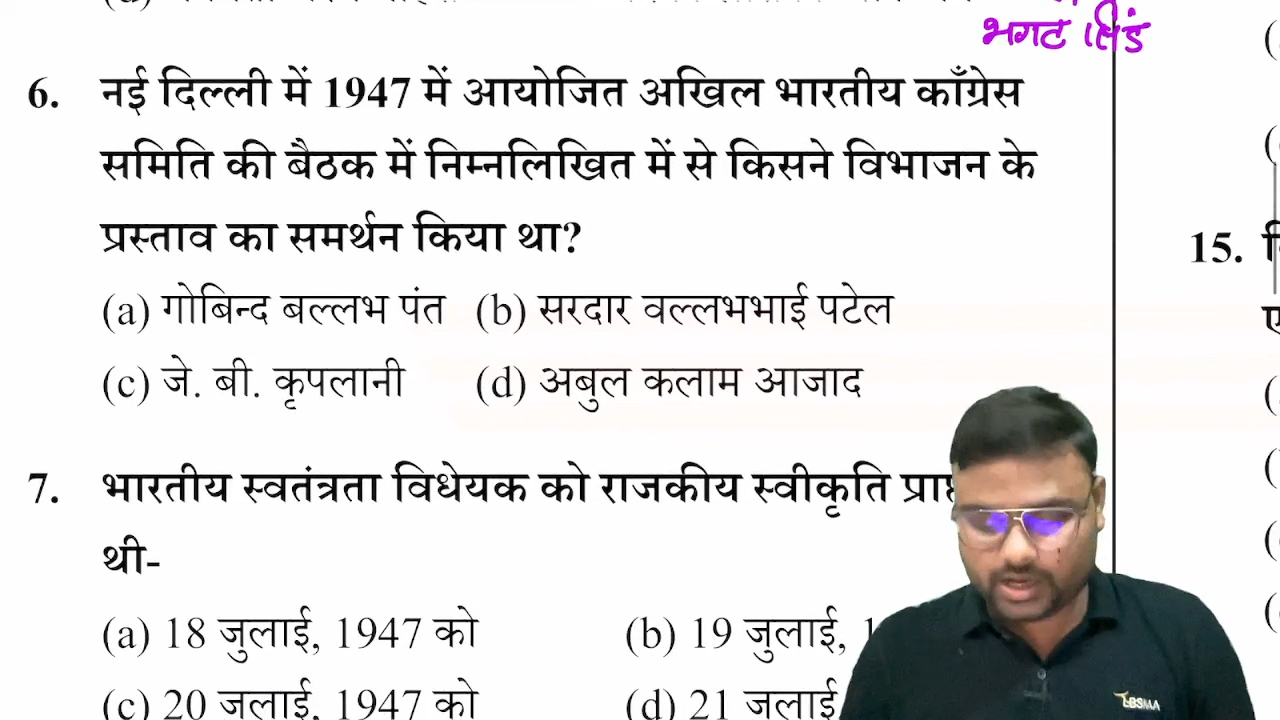 भगट सिंड
6. नई दिल्ली में 1947 में आयोजित अखिल भारतीय काँग्रेस
समिति की बैठक में निम्नलिखित में से किसने विभाजन के
प्रस्ताव का समर्थन किया था?
(a) गोबिन्द बल्लभ पंत (b) सरदार वल्लभभाई पटेल
(c) जे. बी. कृपलानी (d) अबुल कलाम आजाद
7. भारतीय स्वतंत्रता विधेयक को राजकीय स्वीकृति
थी-
(a) 18 जुलाई, 1947 को (b) 19 जुलाई,
(c) 20 जुलाई, 1947 को (d) 21 जुलाई,
15.
LBSMA